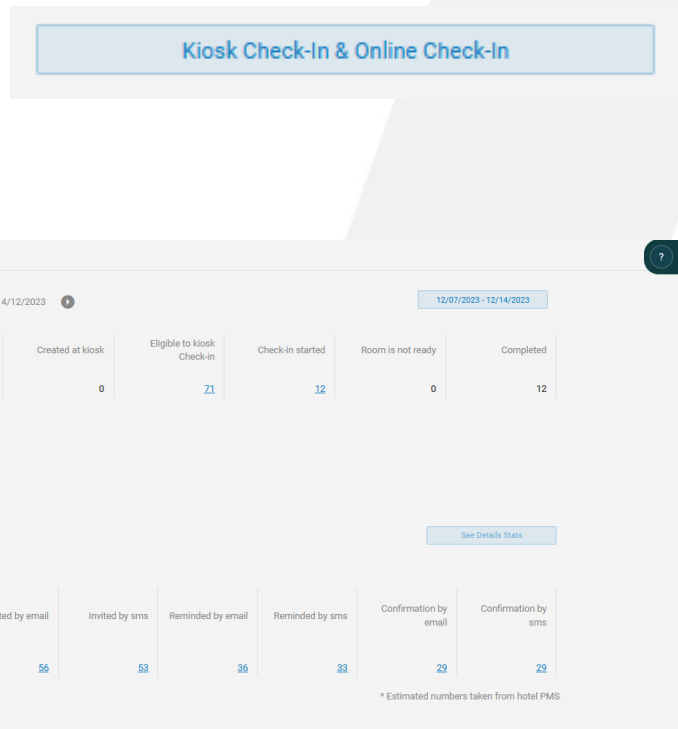 Kiosk Check-In & Online Check-In
?
4/12/2023
12/07/2023 - 12/14/2023
Created at kiosk
Eligible to kiosk
Check-in
Check-in started
Room is not ready
Completed
0
71
12
0
12
See Details Stats
ted by email
Invited by sms
Reminded by email
Reminded by sms
Confirmation by
email
Confirmation by
sms
56
53
36
33
29
29
* Estimated numbers taken from hotel PMS